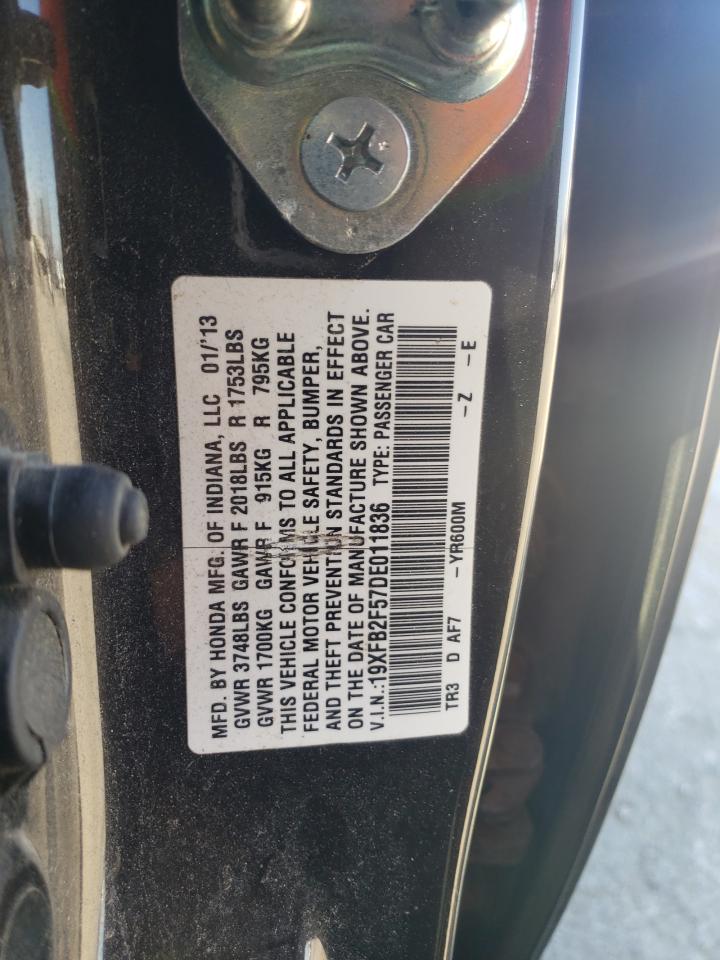 MFD. BY HONDA MFG. OF INDIANA, LLC 01/'13
GVWR 3748LBS GAWR F 2018LBS R 1753LBS
GVWR 1700KG GAWR F 915KG R 795KG
THIS VEHICLE CONFORMS TO ALL APPLICABLE
FEDERAL MOTOR VEHICLE SAFETY, BUMPER,
AND THEFT PREVENTION STANDARDS IN EFFECT
ON THE DATE OF MANUFACTURE SHOWN ABOVE.
V.I.N.:19XFB2F57DE011836 TYPE: PASSENGER CAR
TR3 D AF7 -YR600M -Z -E